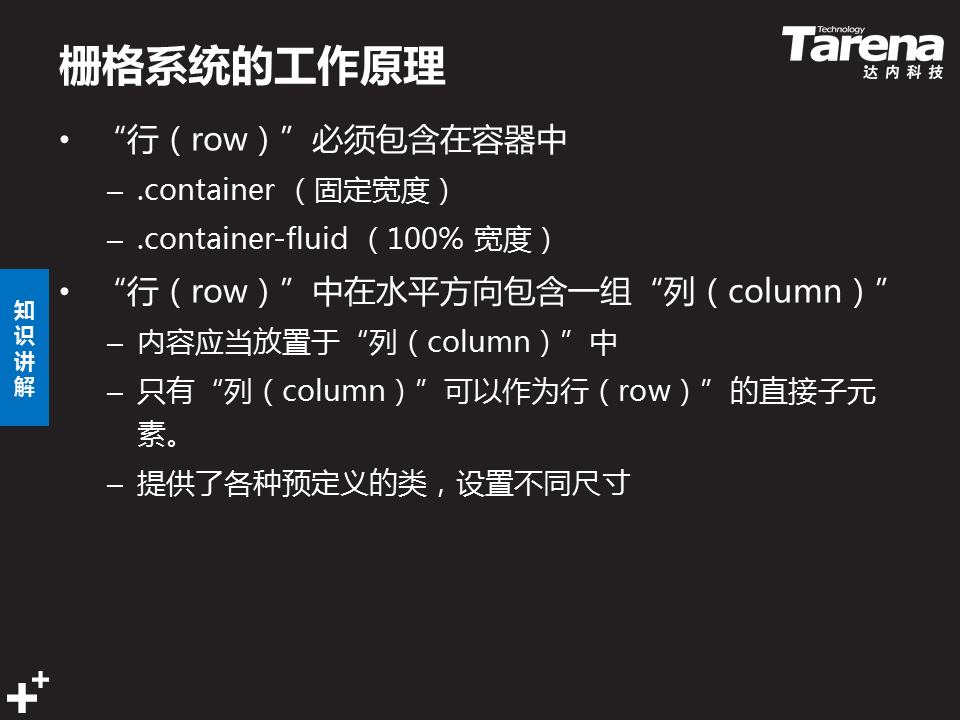 栅格系统的工作原理
Technology
Tarena
达内科技
• “行（row）”必须包含在容器中
– .container （固定宽度）
– .container-fluid （100% 宽度）
• “行（row）”中在水平方向包含一组“列（column）”
– 内容应当放置于“列（column）”中
– 只有“列（column）”可以作为行（row）”的直接子元
素。
– 提供了各种预定义的类，设置不同尺寸
知识讲解